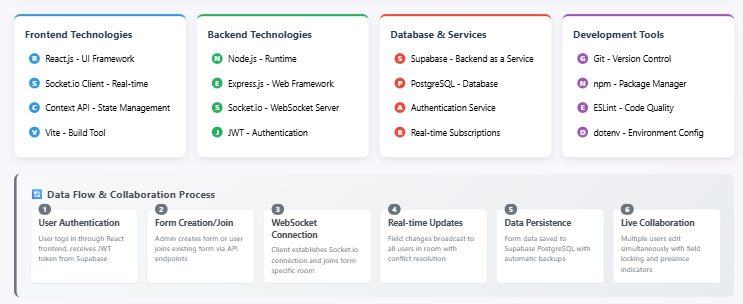 Frontend Technologies
R React.js - UI Framework
S Socket.io Client - Real-time
C Context API - State Management
V Vite - Build Tool
Backend Technologies
N Node.js - Runtime
E Express.js - Web Framework
S Socket.io - WebSocket Server
J JWT - Authentication
Database & Services
S Supabase - Backend as a Service
P PostgreSQL - Database
A Authentication Service
R Real-time Subscriptions
Development Tools
G Git - Version Control
N npm - Package Manager
E ESLint - Code Quality
D dotenv - Environment Config
Data Flow & Collaboration Process
1
User Authentication
User logs in through React
frontend, receives JWT
token from Supabase
2
Form Creation/Join
Admin creates form or user
joins existing form via API
endpoints
3
WebSocket
Connection
Client establishes Socket.io
connection and joins form-
specific room
4
Real-time Updates
Field changes broadcast to
all users in room with
conflict resolution
5
Data Persistence
Form data saved to
Supabase PostgreSQL with
automatic backups
6
Live Collaboration
Multiple users edit
simultaneously with field
locking and presence
indicators